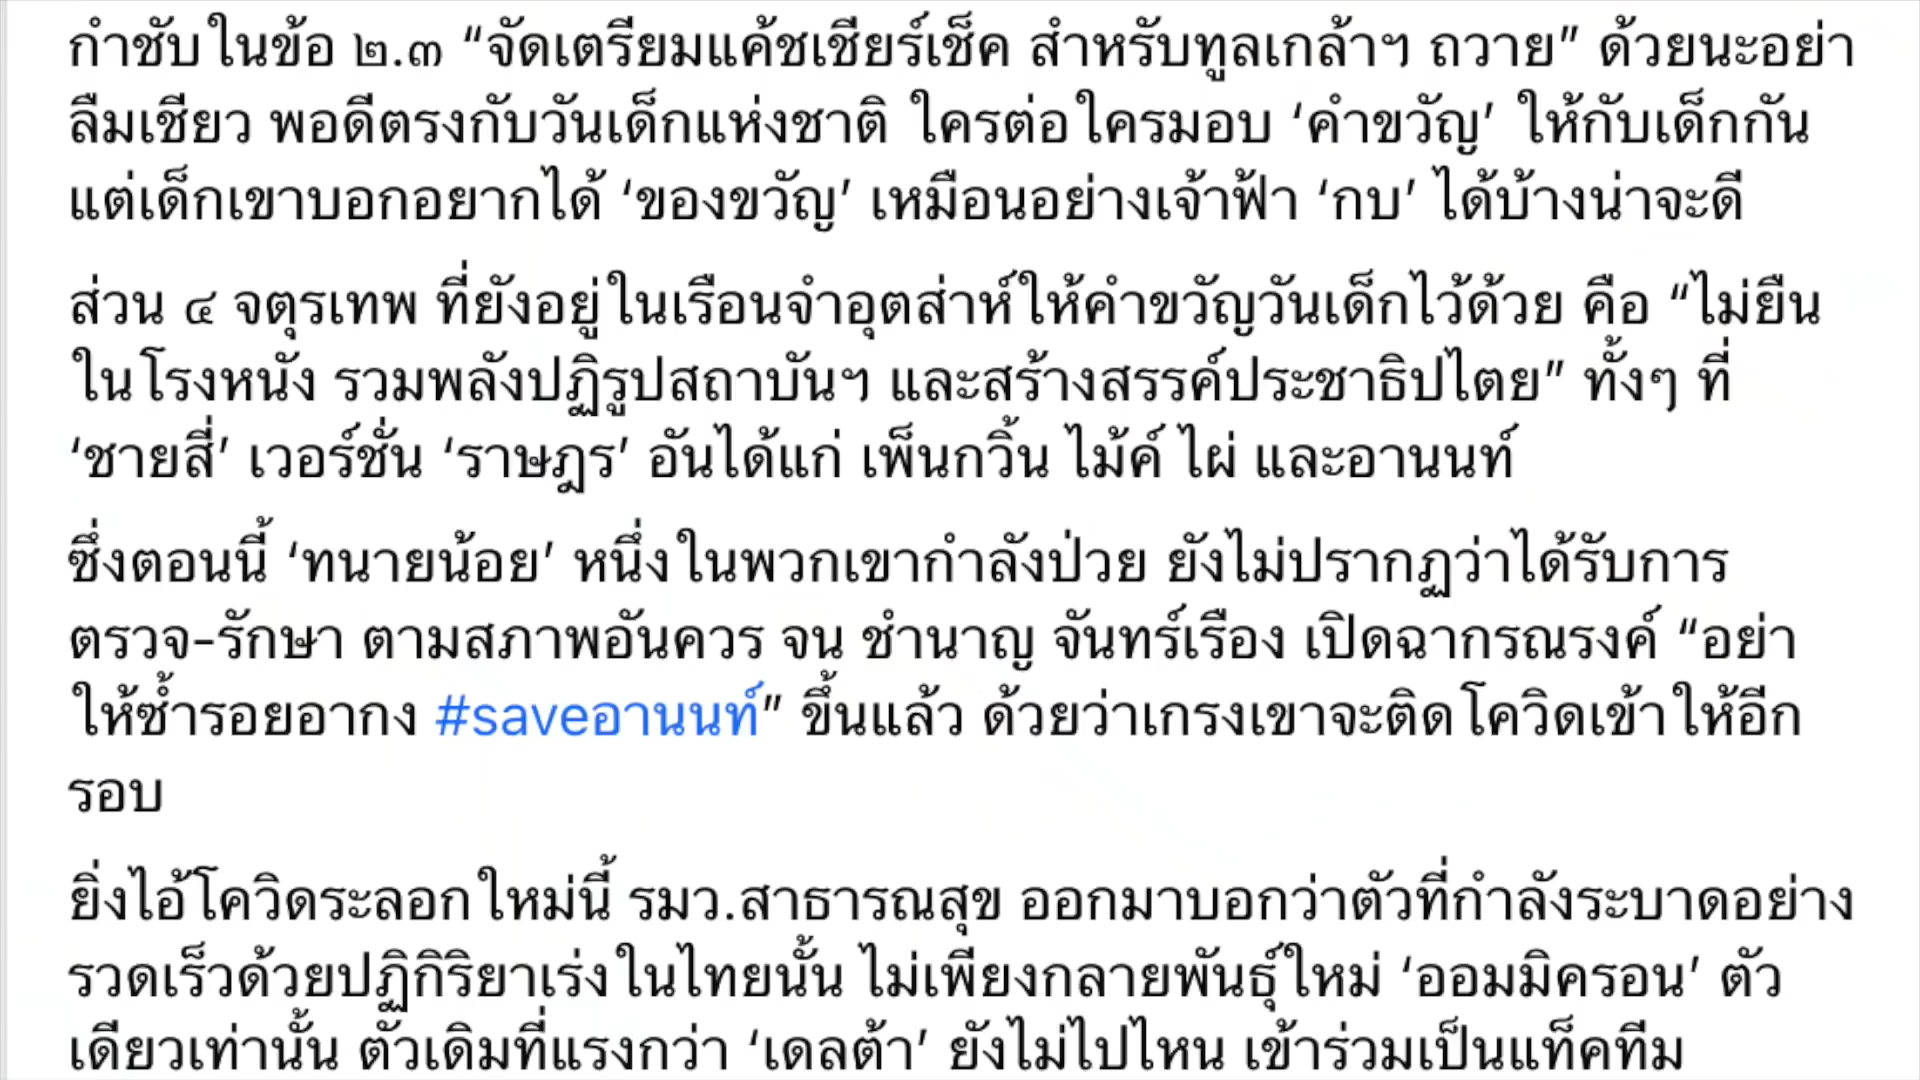 กำชับในข้อ ๒.๓ “จัดเตรียมแค้ชเชียร์เช็ค สำหรับทูลเกล้าฯ ถวาย” ด้วยนะอย่า
ลืมเชียว พอดีตรงกับวันเด็กแห่งชาติ ใครต่อใครมอบ ‘คำขวัญ’ ให้กับเด็กกัน
แต่เด็กเขาบอกอยากได้ ‘ของขวัญ’ เหมือนอย่างเจ้าฟ้า ‘กบ’ ได้บ้างน่าจะดี
ส่วน ๔ จตุรเทพ ที่ยังอยู่ในเรือนจำอุตส่าห์ให้คำขวัญวันเด็กไว้ด้วย คือ “ไม่ยืน
ในโรงหนัง รวมพลังปฏิรูปสถาบันฯ และสร้างสรรค์ประชาธิปไตย” ทั้งๆ ที่
‘ชายสี่’ เวอร์ชั่น ‘ราษฎร’ อันได้แก่ เพ็นกวิ้น ไม้ค์ ไผ่ และอานนท์
ซึ่งตอนนี้ ‘ทนายน้อย’ หนึ่งในพวกเขากำลังป่วย ยังไม่ปรากฏว่าได้รับการ
ตรวจ-รักษา ตามสภาพอันควร จน ชำนาญ จันทร์เรือง เปิดฉากรณรงค์ “อย่า
ให้ซ้ำรอยอากง #saveอานนท์” ขึ้นแล้ว ด้วยว่าเกรงเขาจะติดโควิดเข้าให้อีก
รอบ
ยิ่งไอ้โควิดระลอกใหม่นี้ รมว.สาธารณสุข ออกมาบอกว่าตัวที่กำลังระบาดอย่าง
รวดเร็วด้วยปฏิกิริยาเร่งในไทยนั้น ไม่เพียงกลายพันธุ์ใหม่ ‘ออมมิครอน’ ตัว
เดียวเท่านั้น ตัวเดิมที่แรงกว่า ‘เดลต้า’ ยังไม่ไปไหน เข้าร่วมเป็นแท็คทีม